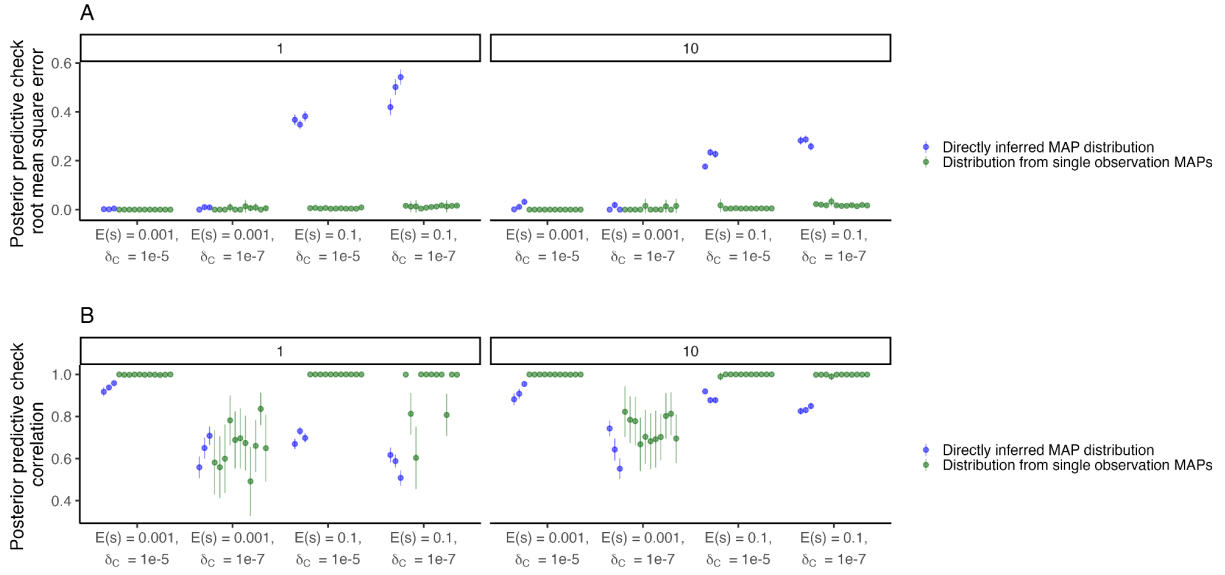 A
Posterior predictive check
root mean square error
1
10
0.6
0.4
0.2
0.0
E(s) = 0.001,
δC = 1e-5
E(s) = 0.001,
δC = 1e-7
E(s) = 0.1,
δC = 1e-5
E(s) = 0.1,
δC = 1e-7
E(s) = 0.001,
δC = 1e-5
E(s) = 0.001,
δC = 1e-7
E(s) = 0.1,
δC = 1e-5
E(s) = 0.1,
δC = 1e-7
Directly inferred MAP distribution
Distribution from single observation MAPs
B
Posterior predictive check
correlation
1
10
1.0
0.8
0.6
0.4
E(s) = 0.001,
δC = 1e-5
E(s) = 0.001,
δC = 1e-7
E(s) = 0.1,
δC = 1e-5
E(s) = 0.1,
δC = 1e-7
E(s) = 0.001,
δC = 1e-5
E(s) = 0.001,
δC = 1e-7
E(s) = 0.1,
δC = 1e-5
E(s) = 0.1,
δC = 1e-7
Directly inferred MAP distribution
Distribution from single observation MAPs